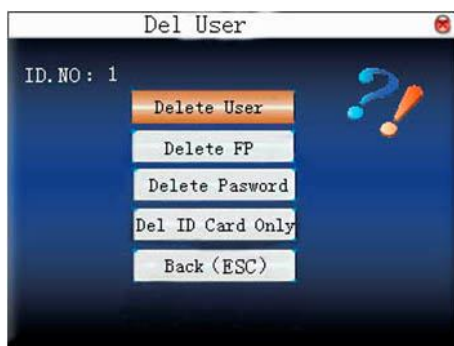 Del User
ID.NO: 1
Delete User
Delete FP
Delete Pasword
Del ID Card Only
Back (ESC)